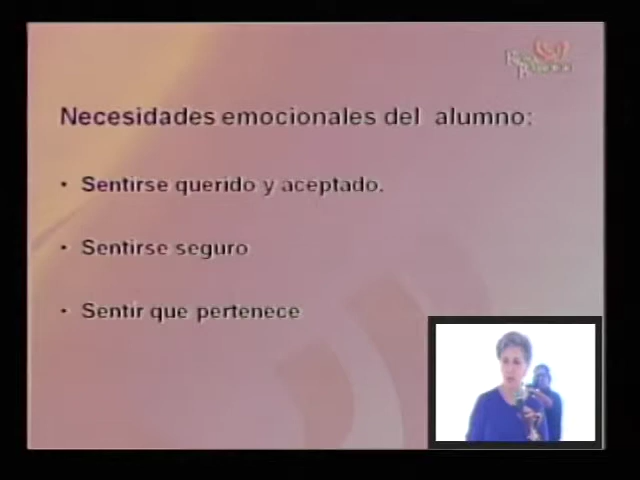 Necesidades emocionales del alumno:
• Sentirse querido y aceptado.
• Sentirse seguro
• Sentir que pertenece